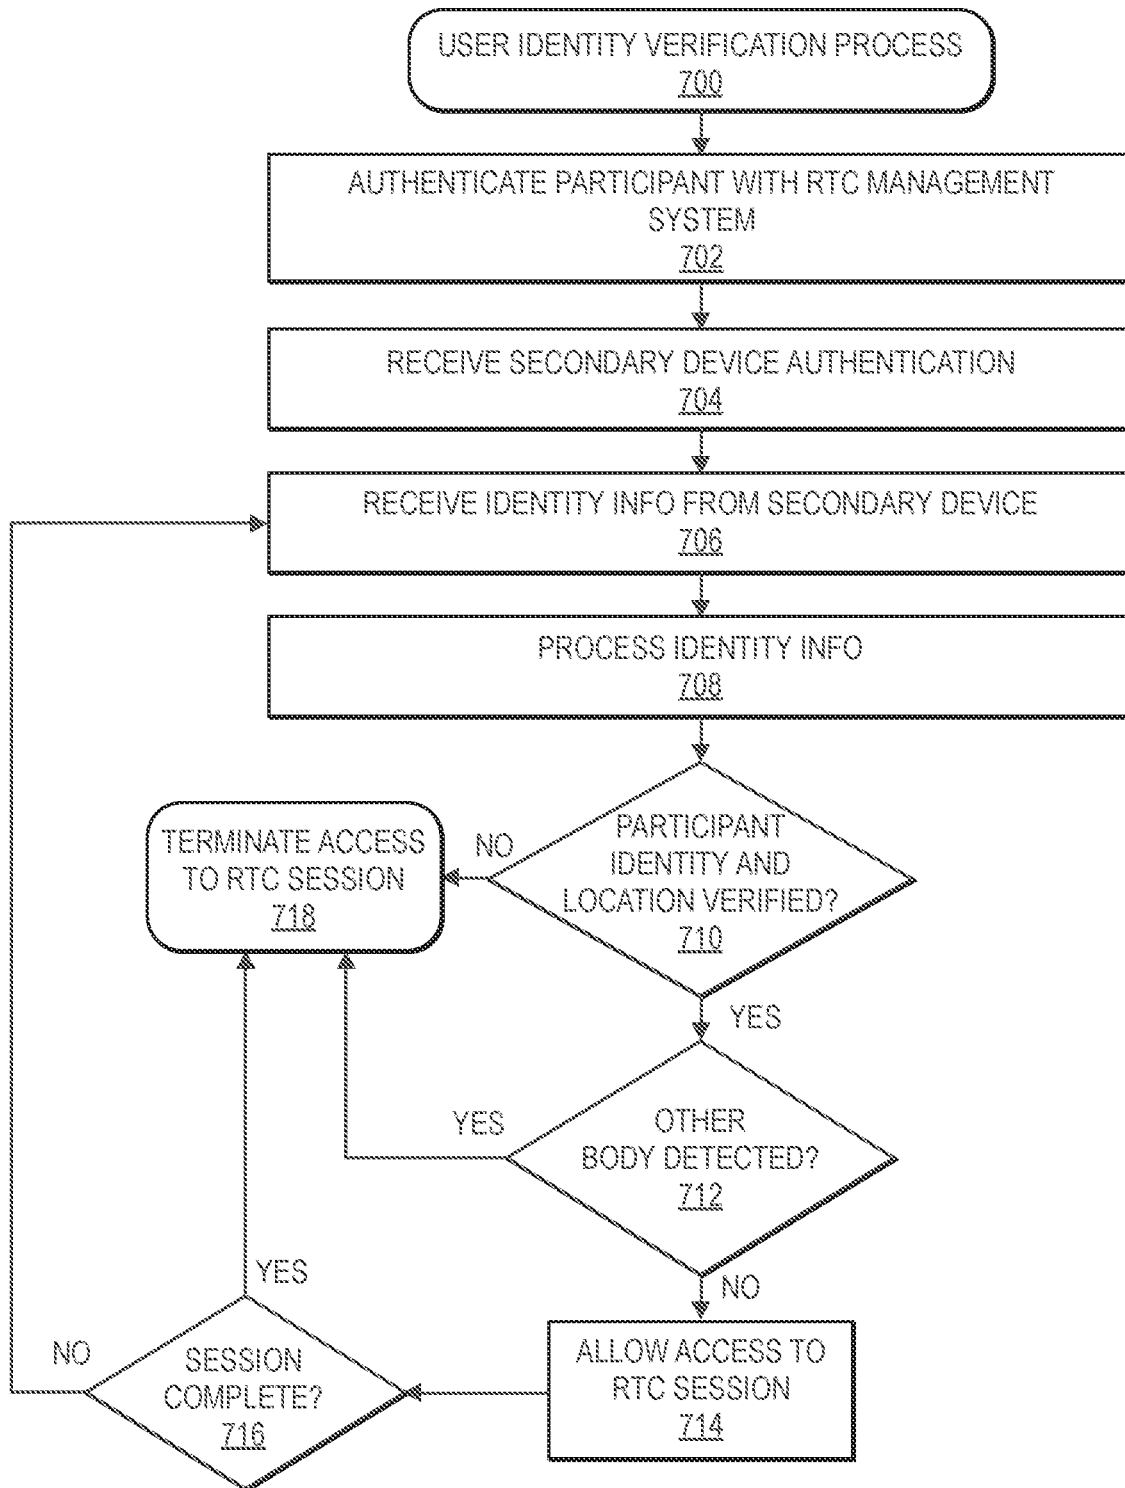 USER IDENTITY VERIFICATION PROCESS
700
AUTHENTICATE PARTICIPANT WITH RTC MANAGEMENT
SYSTEM
702
RECEIVE SECONDARY DEVICE AUTHENTICATION
704
RECEIVE IDENTITY INFO FROM SECONDARY DEVICE
706
PROCESS IDENTITY INFO
708
PARTICIPANT
IDENTITY AND
LOCATION VERIFIED?
710
NO
TERMINATE ACCESS
TO RTC SESSION
718
YES
OTHER
BODY DETECTED?
712
YES
NO
ALLOW ACCESS TO
RTC SESSION
714
SESSION
COMPLETE?
716
YES
NO